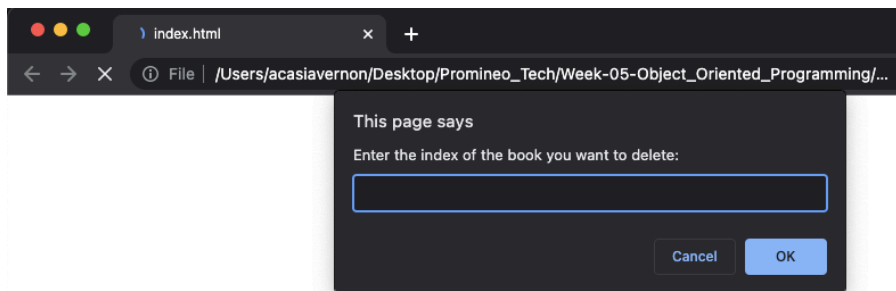 index.html
File | /Users/acasiavernon/Desktop/Promineo_Tech/Week-05-Object_Oriented_Programming/...
This page says
Enter the index of the book you want to delete:
Cancel OK